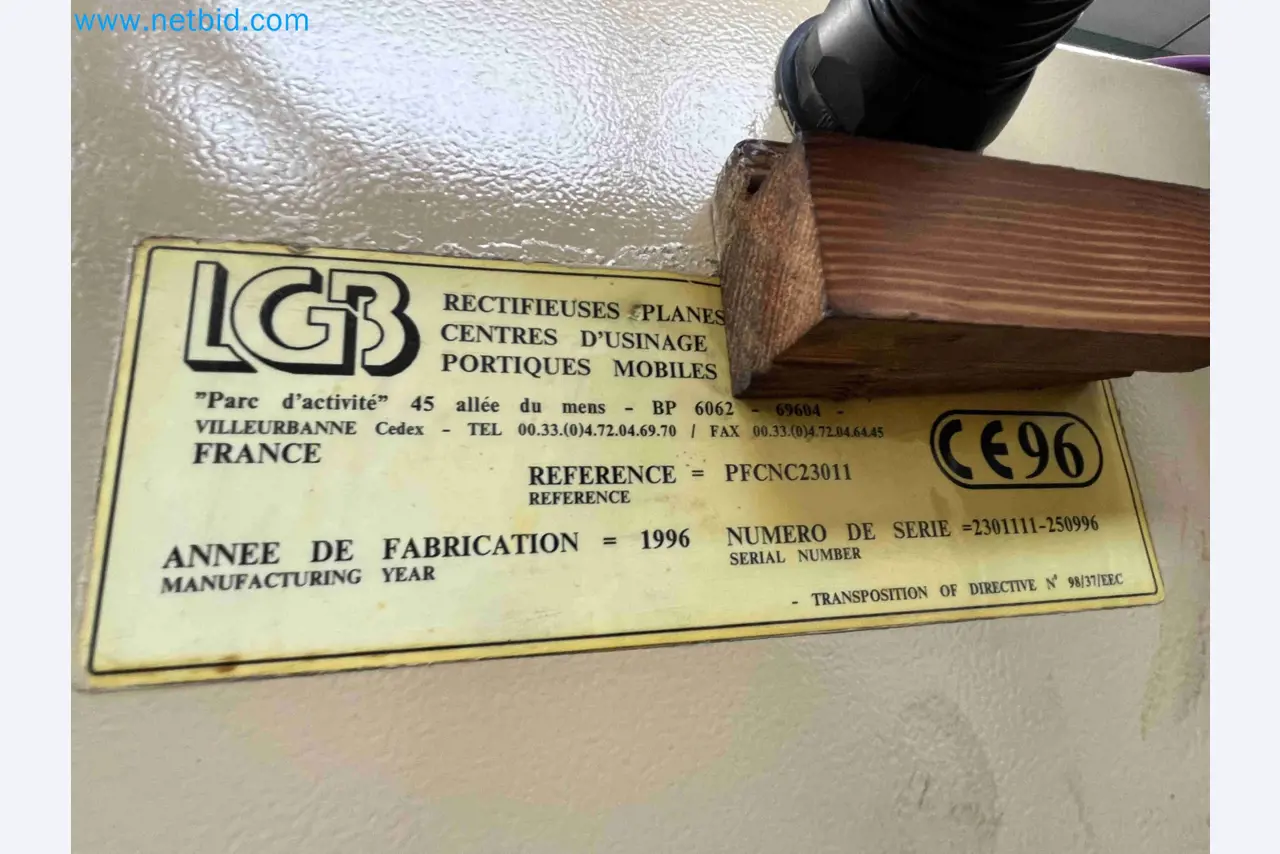 www.netbid.com
LGB
RECTIFIEUSES PLANES
CENTRES D'USINAGE
PORTIQUES MOBILES
"Parc d'activité" 45 allée du mens - BP 6062 - 69604 -
VILLEURBANNE Cedex - TEL 00.33.(0)4.72.04.69.70 / FAX 00.33.(0)4.72.04.64.45
FRANCE
CE 96
REFERENCE = PFCNC23011
REFERENCE
ANNEE DE FABRICATION = 1996
MANUFACTURING YEAR
NUMERO DE SERIE =2301111-250996
SERIAL NUMBER
- TRANSPOSITION OF DIRECTIVE N° 98/37/EEC